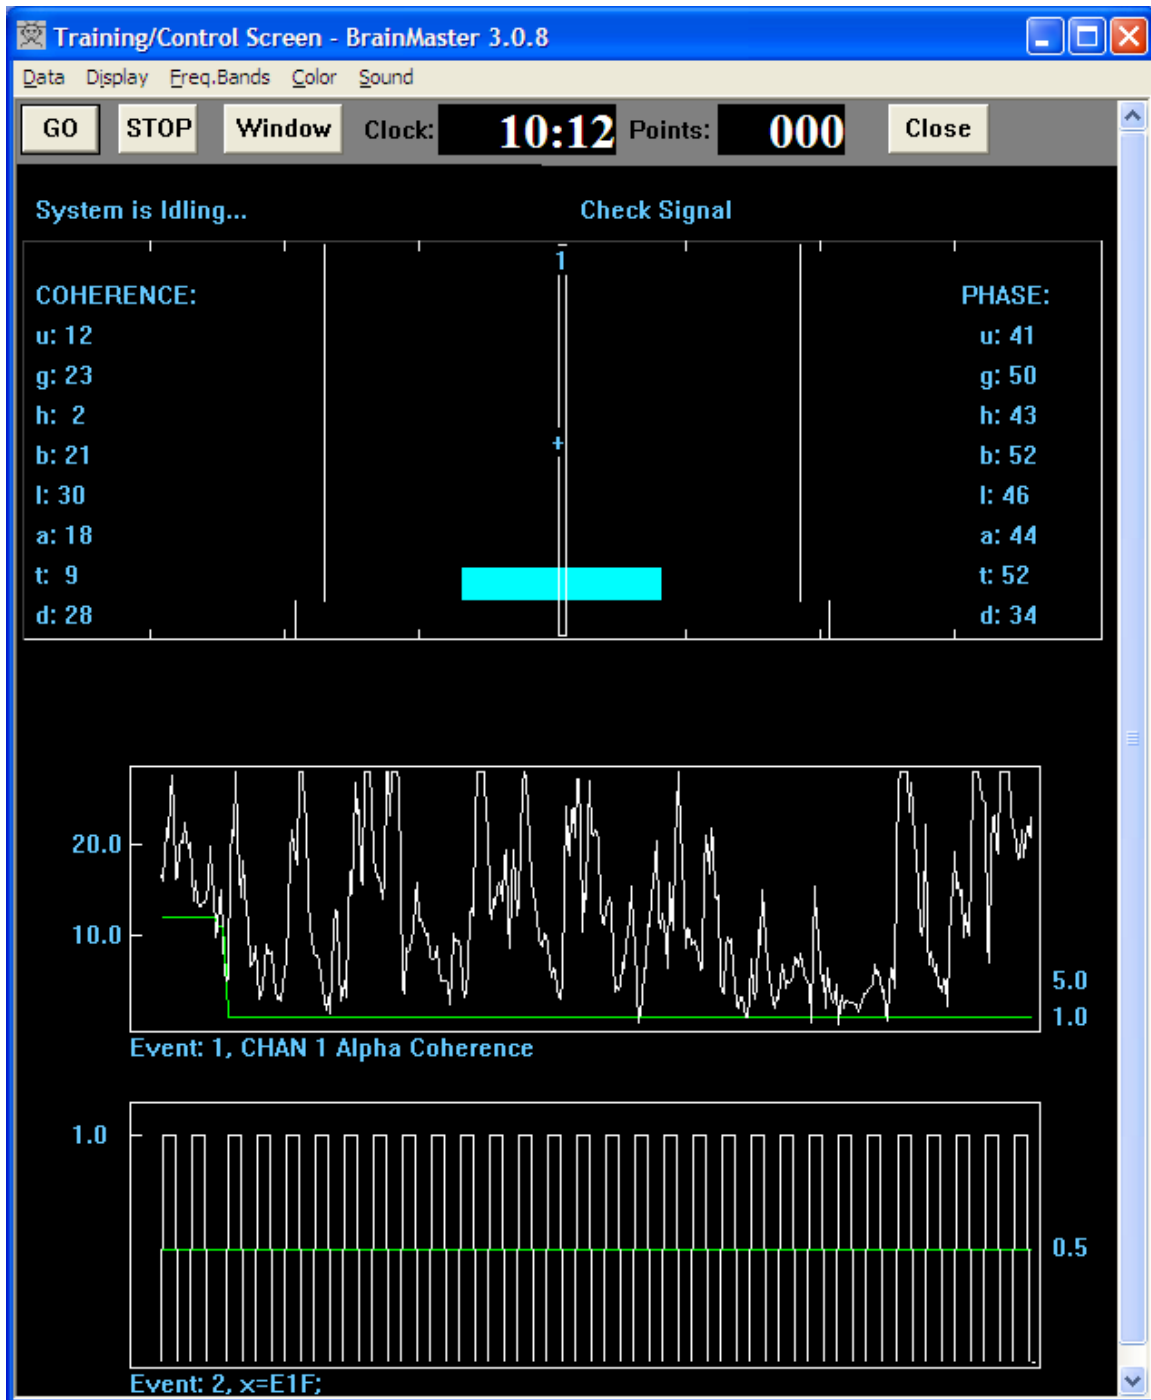 Training/Control Screen - BrainMaster 3.0.8
Data Display Freq.Bands Color Sound
GO STOP Window Clock: 10:12 Points: 000 Close
System is Idling... Check Signal
1
COHERENCE: PHASE:
u: 12 u: 41
g: 23 g: 50
h: 2 h: 43
+
b: 21 b: 52
l: 30 l: 46
a: 18 a: 44
t: 9 t: 52
d: 28 d: 34
20.0
10.0
5.0
1.0
Event: 1, CHAN 1 Alpha Coherence
1.0
0.5
Event: 2, x=E1F;